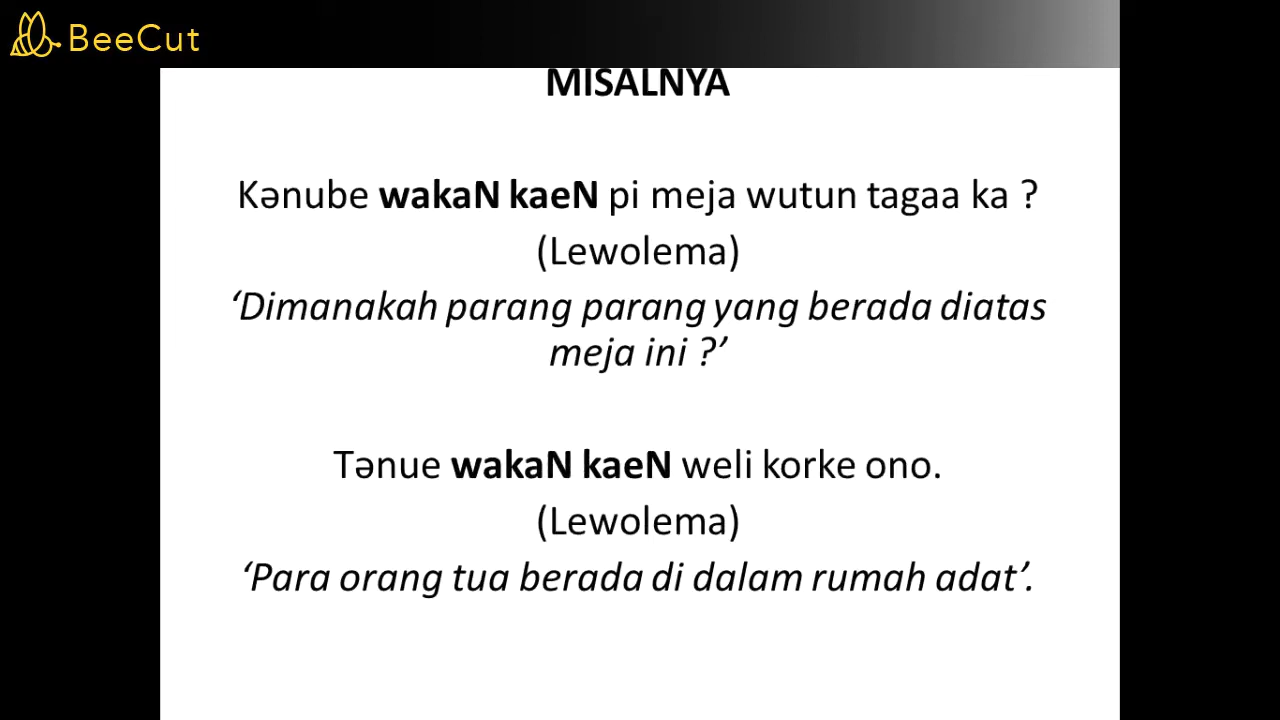 BeeCut
MISALNYA
Kənube wakaN kaeN pi meja wutun tagaa ka ?
(Lewolema)
‘Dimanakah parang parang yang berada diatas
meja ini ?’
Tənue wakaN kaeN weli korke ono.
(Lewolema)
‘Para orang tua berada di dalam rumah adat’.